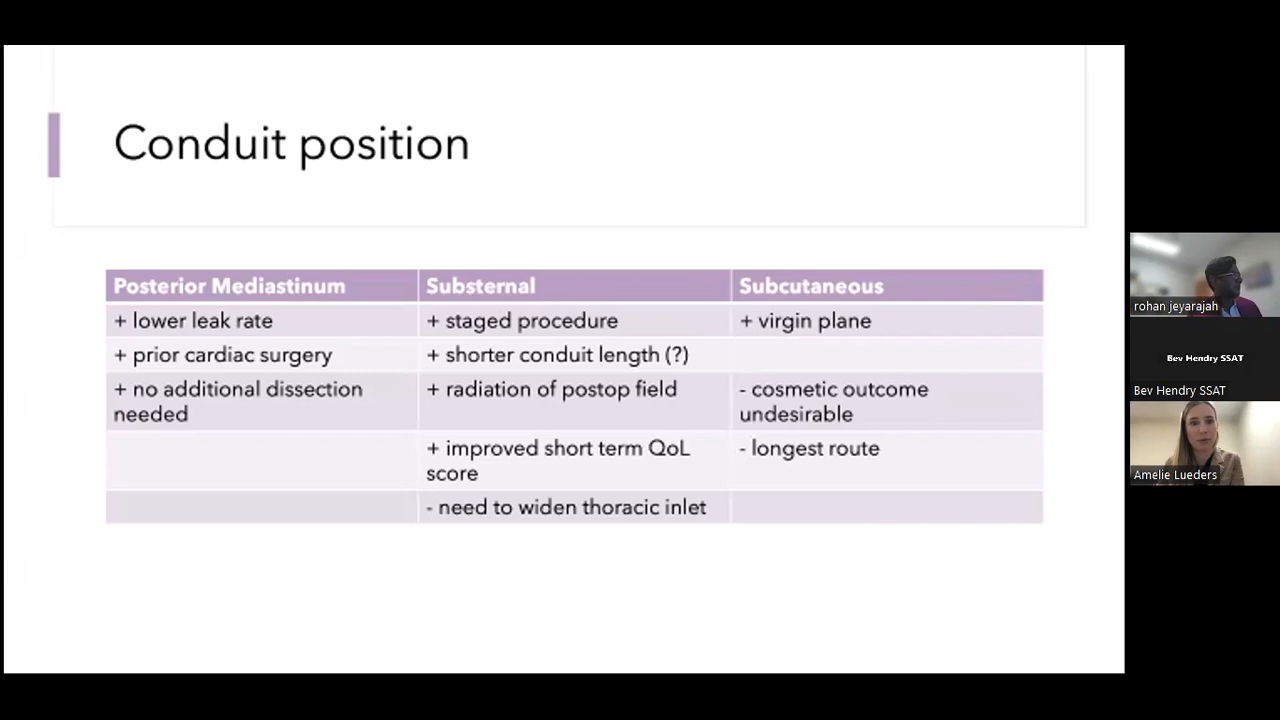 Conduit position
Posterior Mediastinum
Substernal
Subcutaneous
+ lower leak rate
+ staged procedure
+ virgin plane
+ prior cardiac surgery
+ shorter conduit length (?)
+ no additional dissection
needed
+ radiation of postop field
- cosmetic outcome
undesirable
+ improved short term QoL
score
- longest route
- need to widen thoracic inlet
rohan jeyarajah
Bev Hendry SSAT
Bev Hendry SSAT
Amelie Lueders